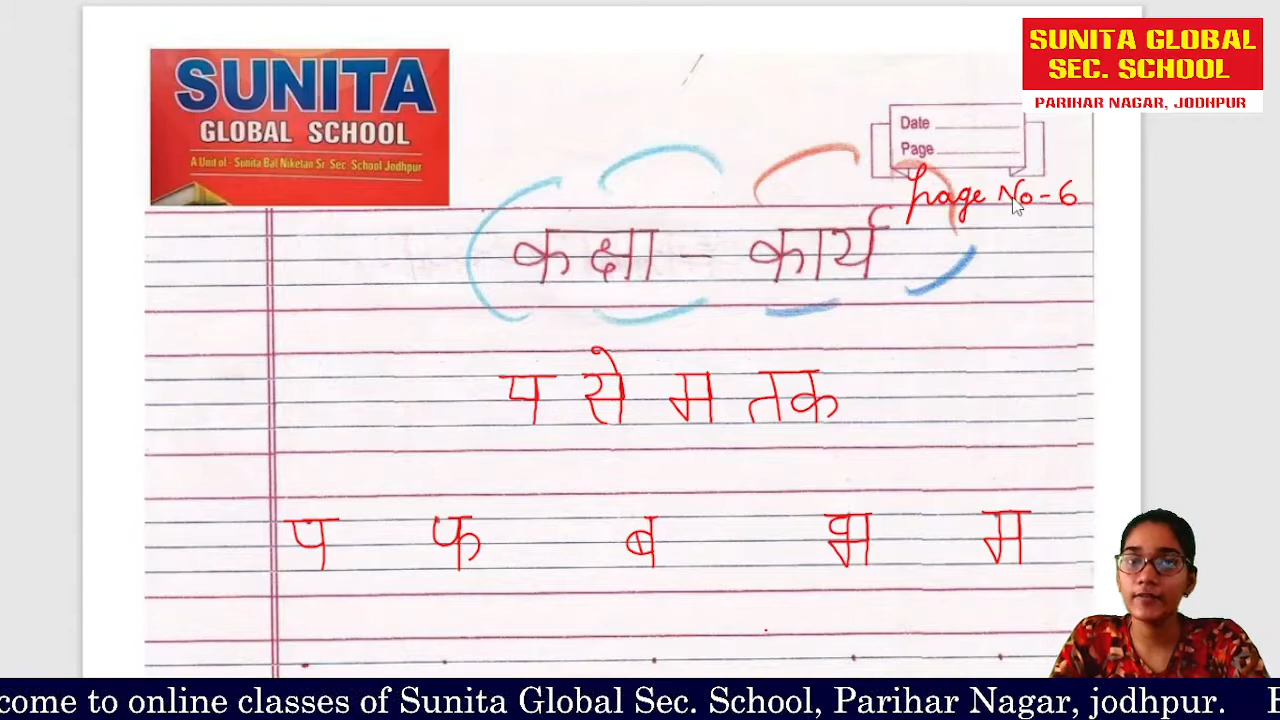 SUNITA
GLOBAL SCHOOL
A Unit of - Sunita Bal Niketan Sr. Sec. School Jodhpur
SUNITA GLOBAL
SEC. SCHOOL
PARIHAR NAGAR, JODHPUR
Date
Page
Page No-6
कक्षा - कार्य
प से म तक
प फ ब भ म
come to online classes of Sunita Global Sec. School, Parihar Nagar, jodhpur.